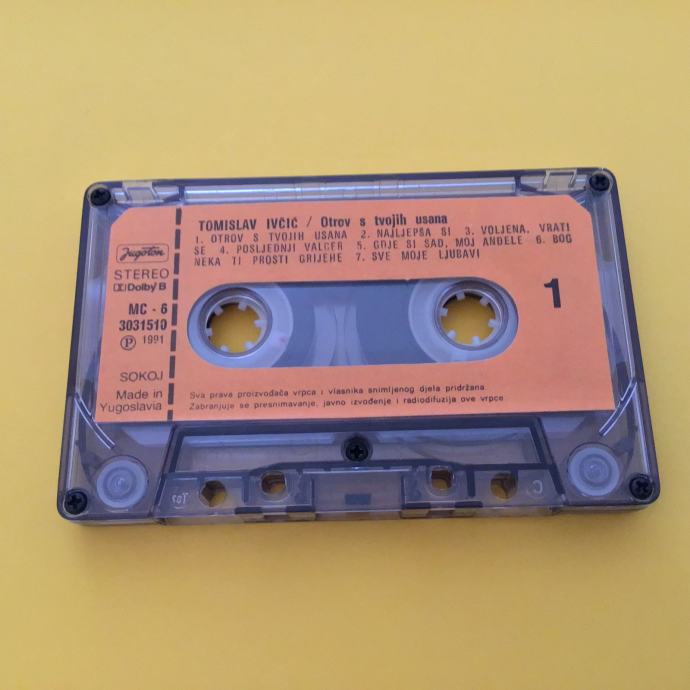 TOMISLAV IVČIĆ / Otrov s tvojih usana
1. OTROV S TVOJIH USANA 2. NAJLJEPŠA SI 3. VOLJENA, VRATI
SE 4. POSLJEDNJI VALCER 5. GDJE SI SAD, MOJ ANĐELE 6. BOG
NEKA TI PROSTI GRIJEHE 7. SVE MOJE LJUBAVI
Jugoton
STEREO
Dolby B
MC - 6
3031510
Ⓟ 1991
SOKOJ
Made in
Yugoslavia
1
Sva prava proizvođača vrpca i vlasnika snimljenog djela pridržana.
Zabranjuje se presnimavanje, javno izvođenje i radiodifuzija ove vrpce